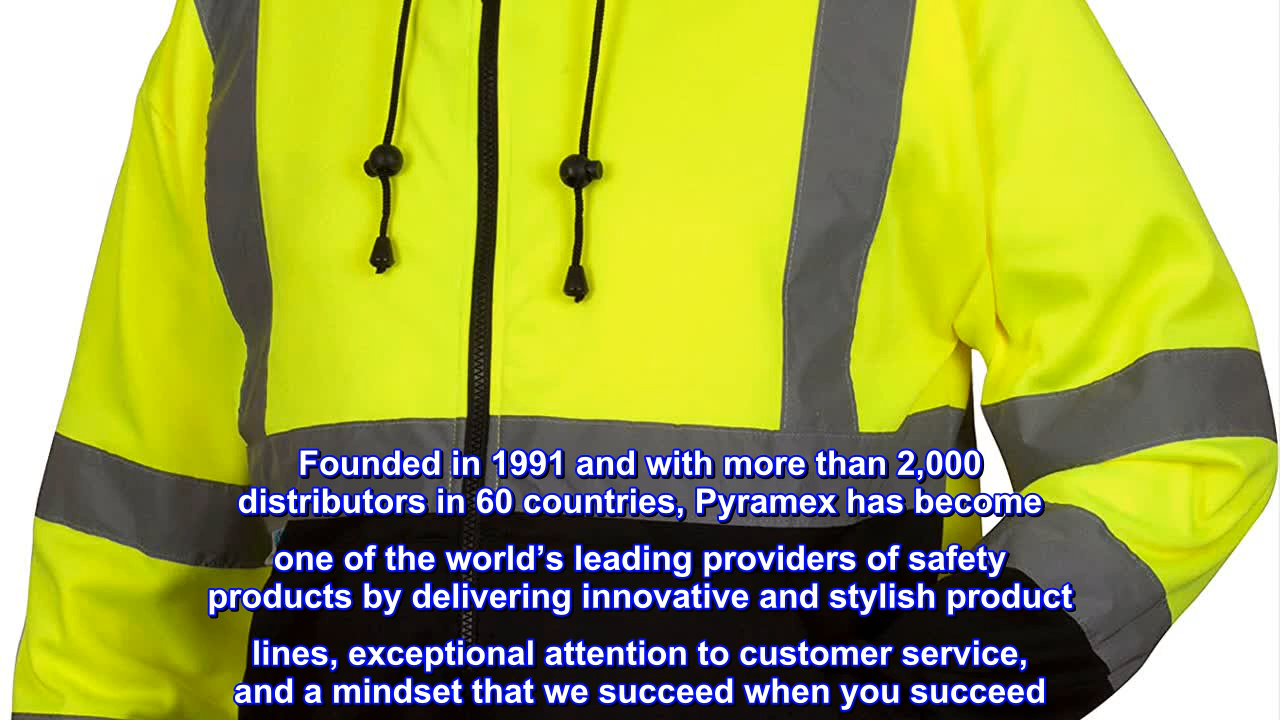 Founded in 1991 and with more than 2,000
distributors in 60 countries, Pyramex has become
one of the world’s leading providers of safety
products by delivering innovative and stylish product
lines, exceptional attention to customer service,
and a mindset that we succeed when you succeed